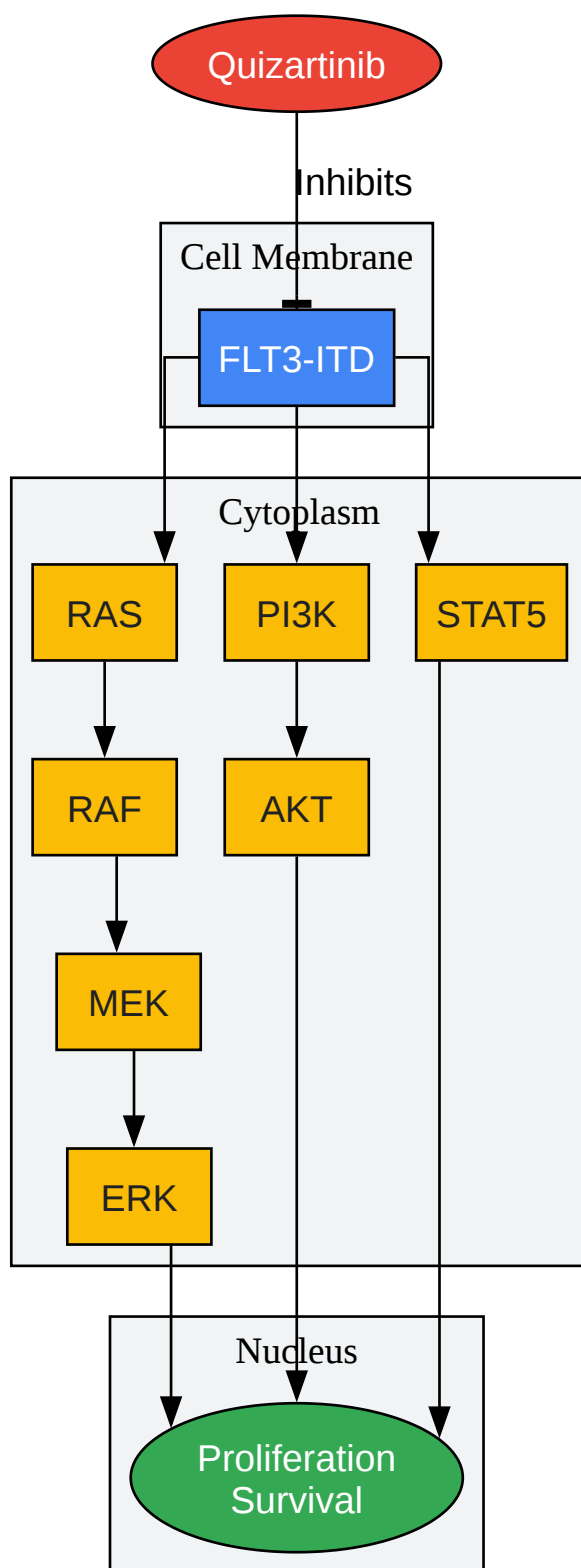 Quizartinib
Inhibits
Cell Membrane
FLT3-ITD
Cytoplasm
RAS
PI3K
STAT5
RAF
AKT
MEK
ERK
Nucleus
Proliferation
Survival